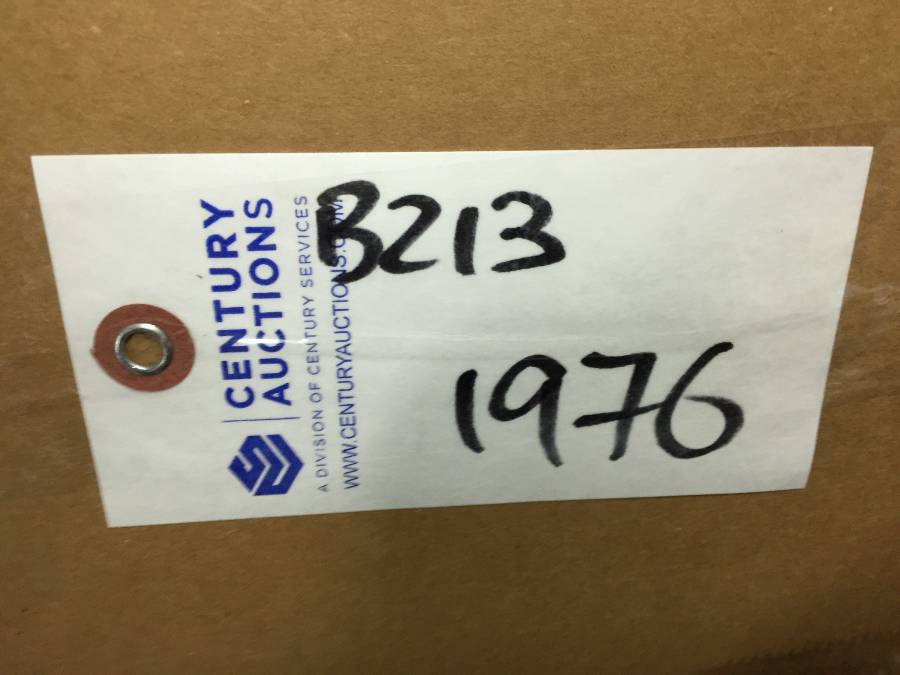 CENTURY
AUCTIONS
A DIVISION OF CENTURY SERVICES
WWW.CENTURYAUCTIONS.COM
B213
1976